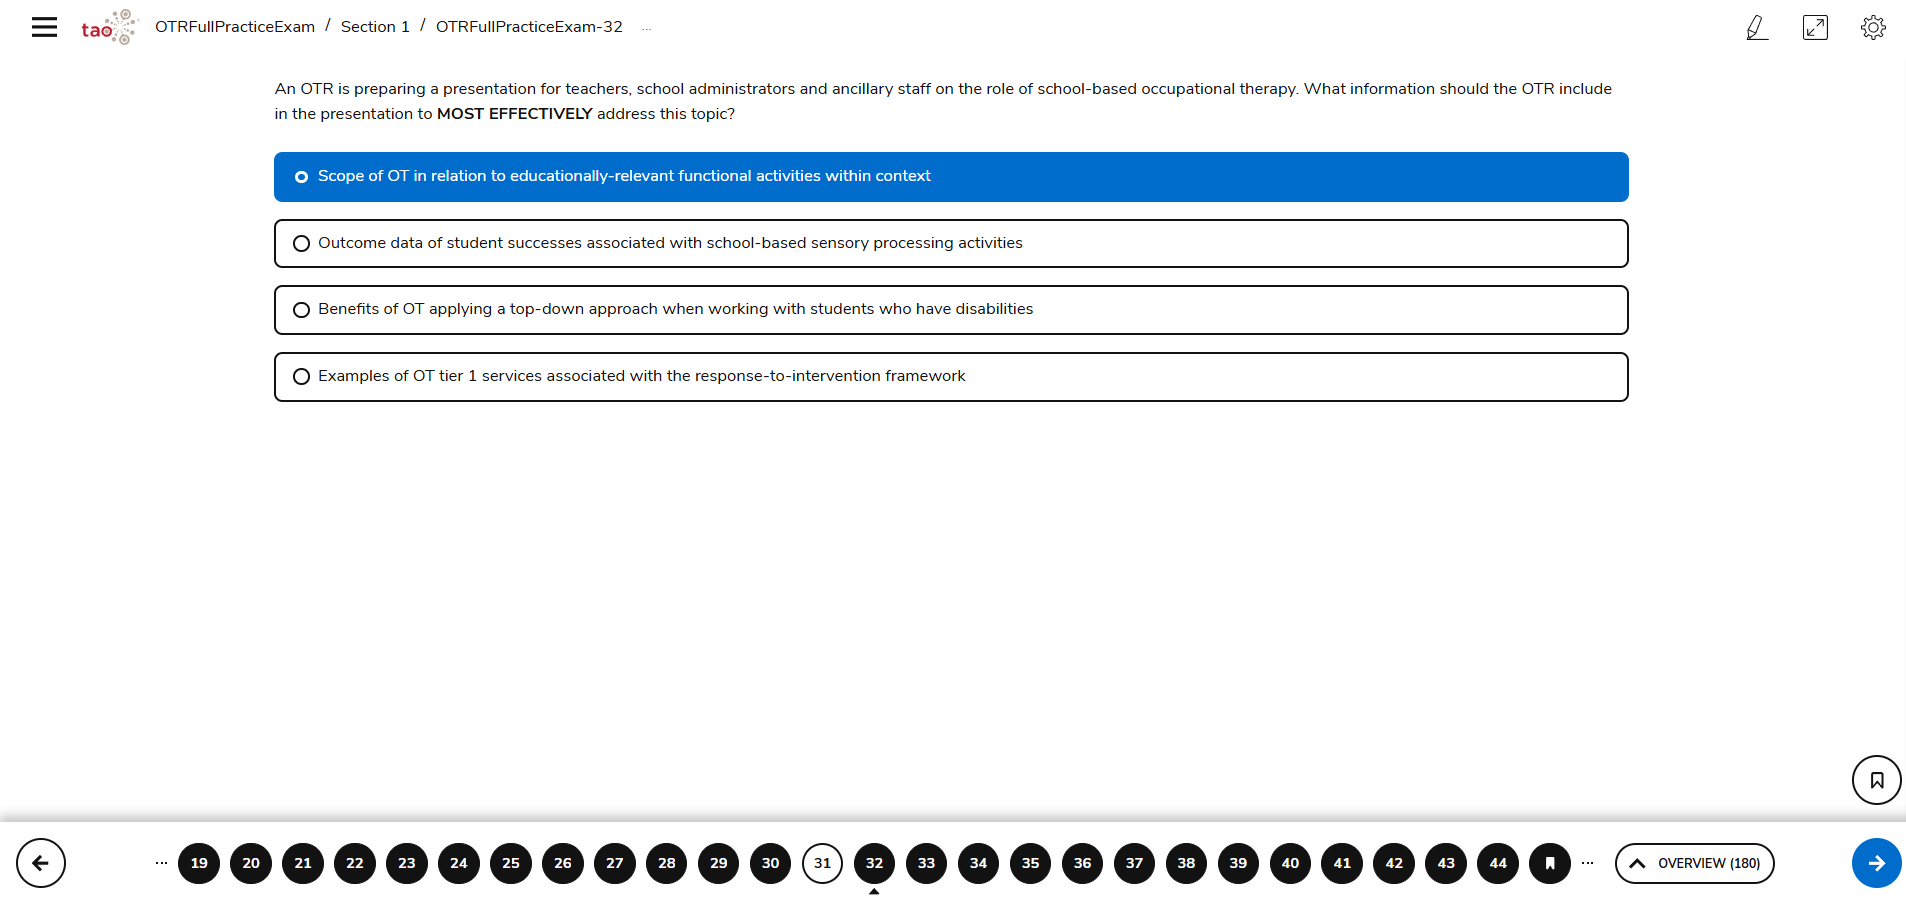 tao
OTRFullPracticeExam / Section 1 / OTRFullPracticeExam-32 ...
An OTR is preparing a presentation for teachers, school administrators and ancillary staff on the role of school-based occupational therapy. What information should the OTR include
in the presentation to MOST EFFECTIVELY address this topic?
Scope of OT in relation to educationally-relevant functional activities within context
Outcome data of student successes associated with school-based sensory processing activities
Benefits of OT applying a top-down approach when working with students who have disabilities
Examples of OT tier 1 services associated with the response-to-intervention framework
... 19 20 21 22 23 24 25 26 27 28 29 30 31 32 33 34 35 36 37 38 39 40 41 42 43 44 ... OVERVIEW (180)